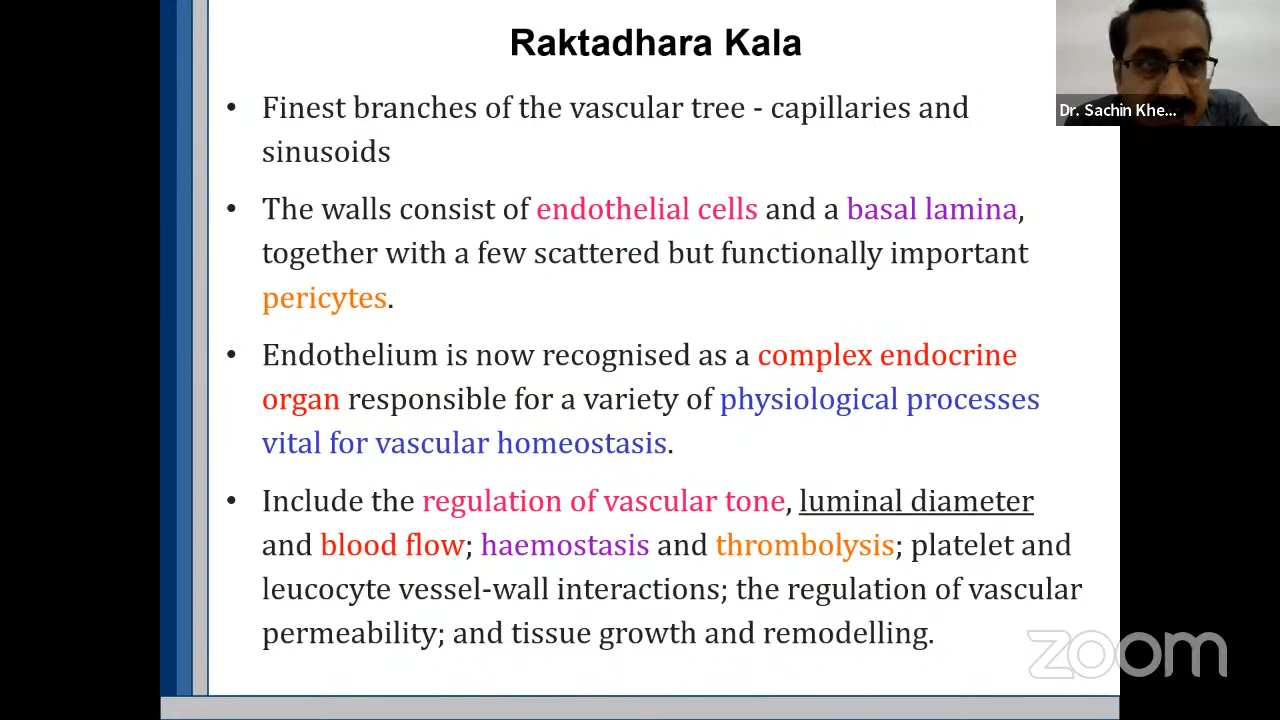 Raktadhara Kala
• Finest branches of the vascular tree - capillaries and
sinusoids
• The walls consist of endothelial cells and a basal lamina,
together with a few scattered but functionally important
pericytes.
• Endothelium is now recognised as a complex endocrine
organ responsible for a variety of physiological processes
vital for vascular homeostasis.
• Include the regulation of vascular tone, luminal diameter
and blood flow; haemostasis and thrombolysis; platelet and
leucocyte vessel-wall interactions; the regulation of vascular
permeability; and tissue growth and remodelling.
Dr. Sachin Khe...
zoom